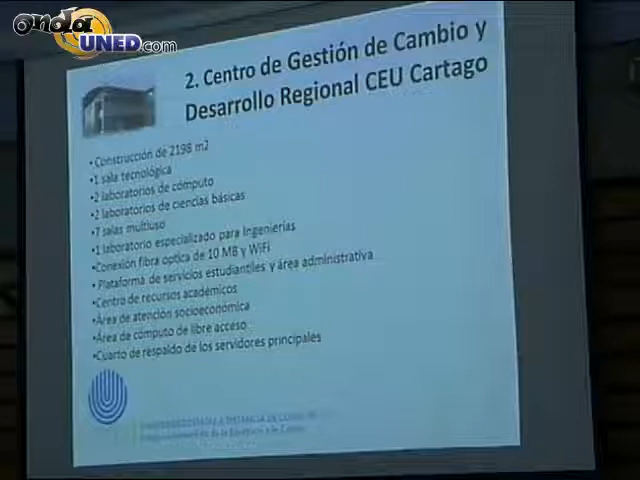 onda
UNED.com
2. Centro de Gestión de Cambio y
Desarrollo Regional CEU Cartago
• Construcción de 2198 m2
•1 sala tecnológica
•2 laboratorios de cómputo
•2 laboratorios de ciencias básicas
•7 salas multiuso
•1 laboratorio especializado para Ingenierías
•Conexión fibra optica de 10 MB y WiFi
• Plataforma de servicios estudiantiles y área administrativa
•Centro de recursos académicos
•Área de atención socioeconómica
•Área de cómputo de libre acceso
•Cuarto de respaldo de los servidores principales